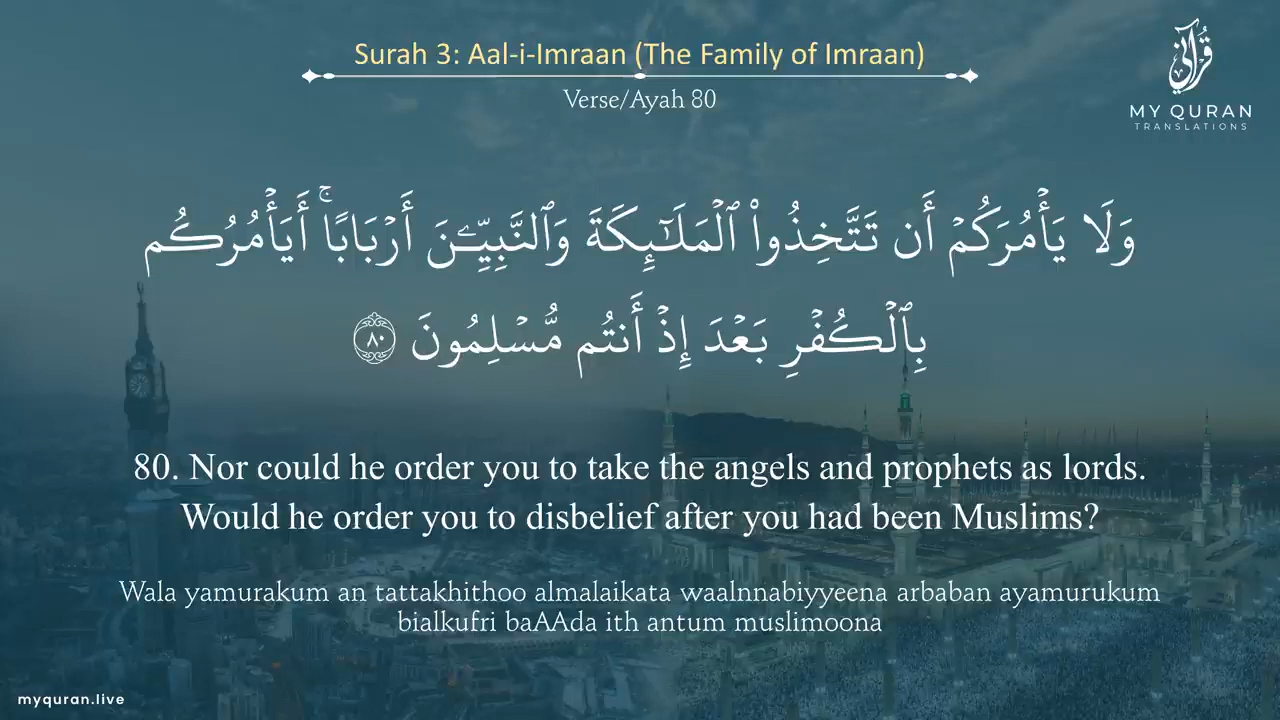 Surah 3: Aal-i-Imraan (The Family of Imraan)
Verse/Ayah 80
قرآني
MY QURAN
TRANSLATIONS
وَلَا يَأْمُرَكُمْ أَن تَتَّخِذُوا۟ ٱلْمَلَـٰٓئِكَةَ وَٱلنَّبِيِّـۧنَ أَرْبَابًا ۗ أَيَأْمُرُكُم
بِٱلْكُفْرِ بَعْدَ إِذْ أَنتُم مُّسْلِمُونَ ٨٠
80. Nor could he order you to take the angels and prophets as lords.
Would he order you to disbelief after you had been Muslims?
Wala yamurakum an tattakhithoo almalaikata waalnnabiyyeena arbaban ayamurukum
bialkufri baAAda ith antum muslimoona
myquran.live